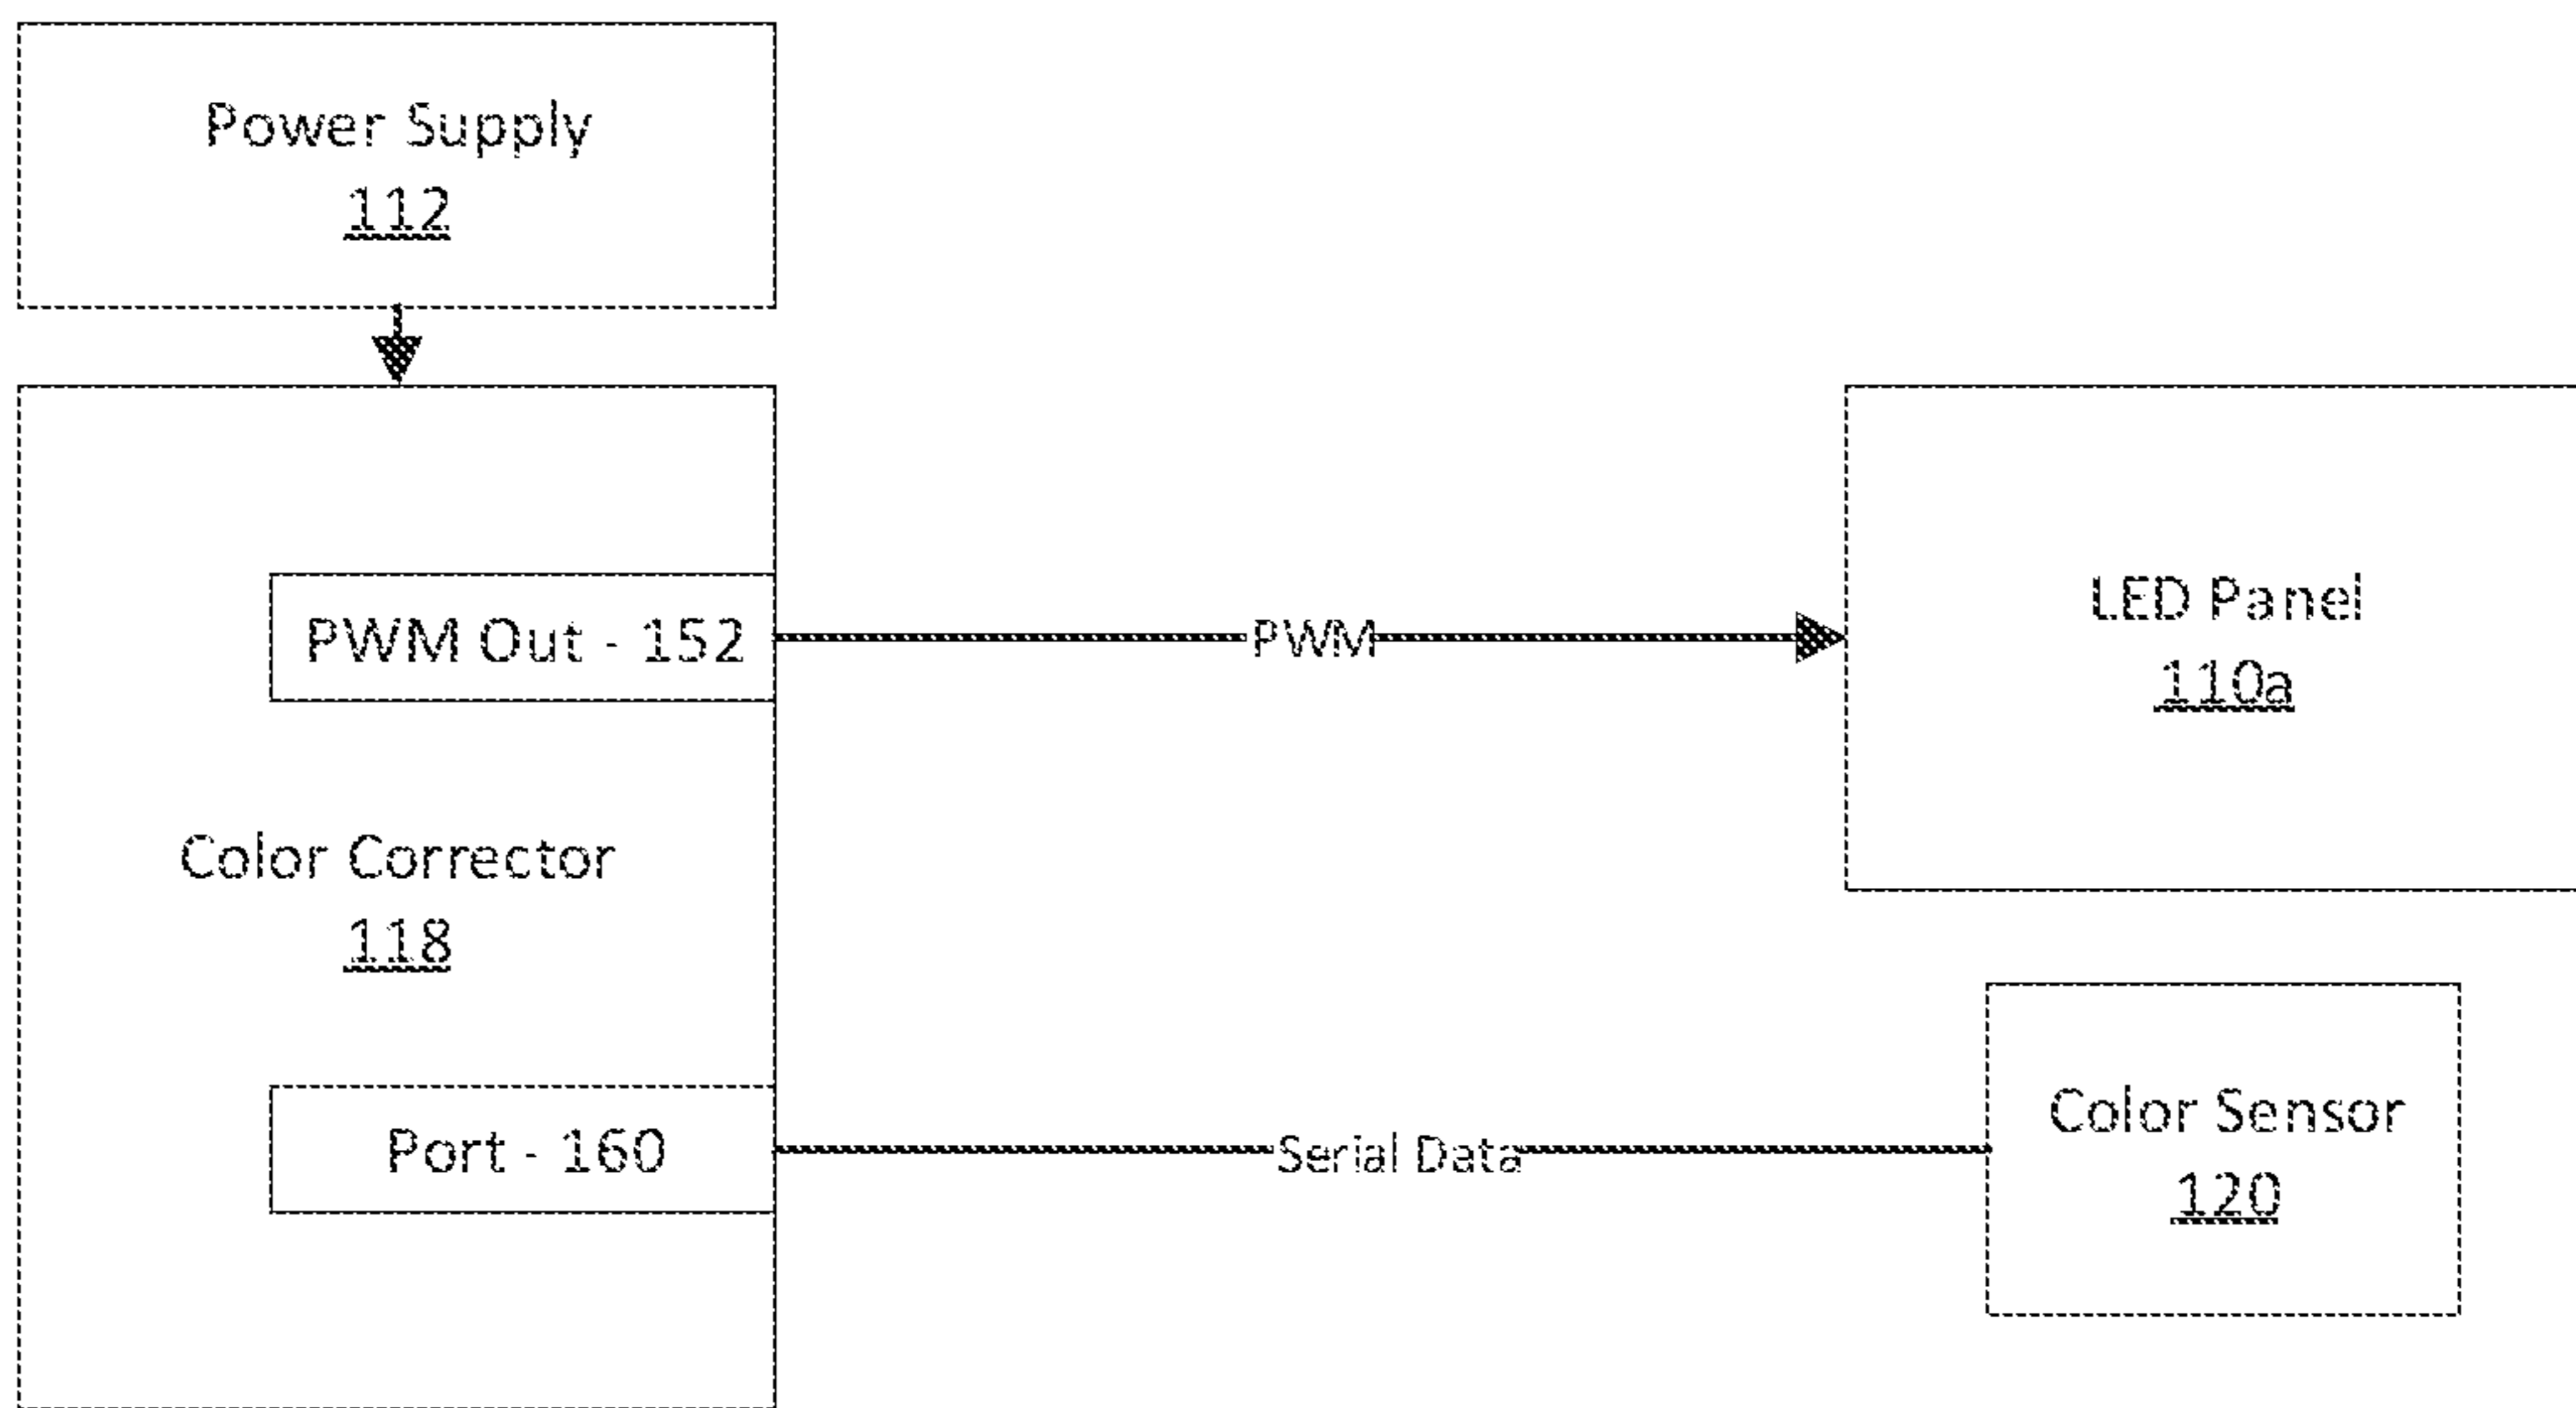 Power Supply
112
PWM Out - 152
PWM
LED Panel
110a
Color Corrector
118
Port - 160
Serial Data
Color Sensor
120